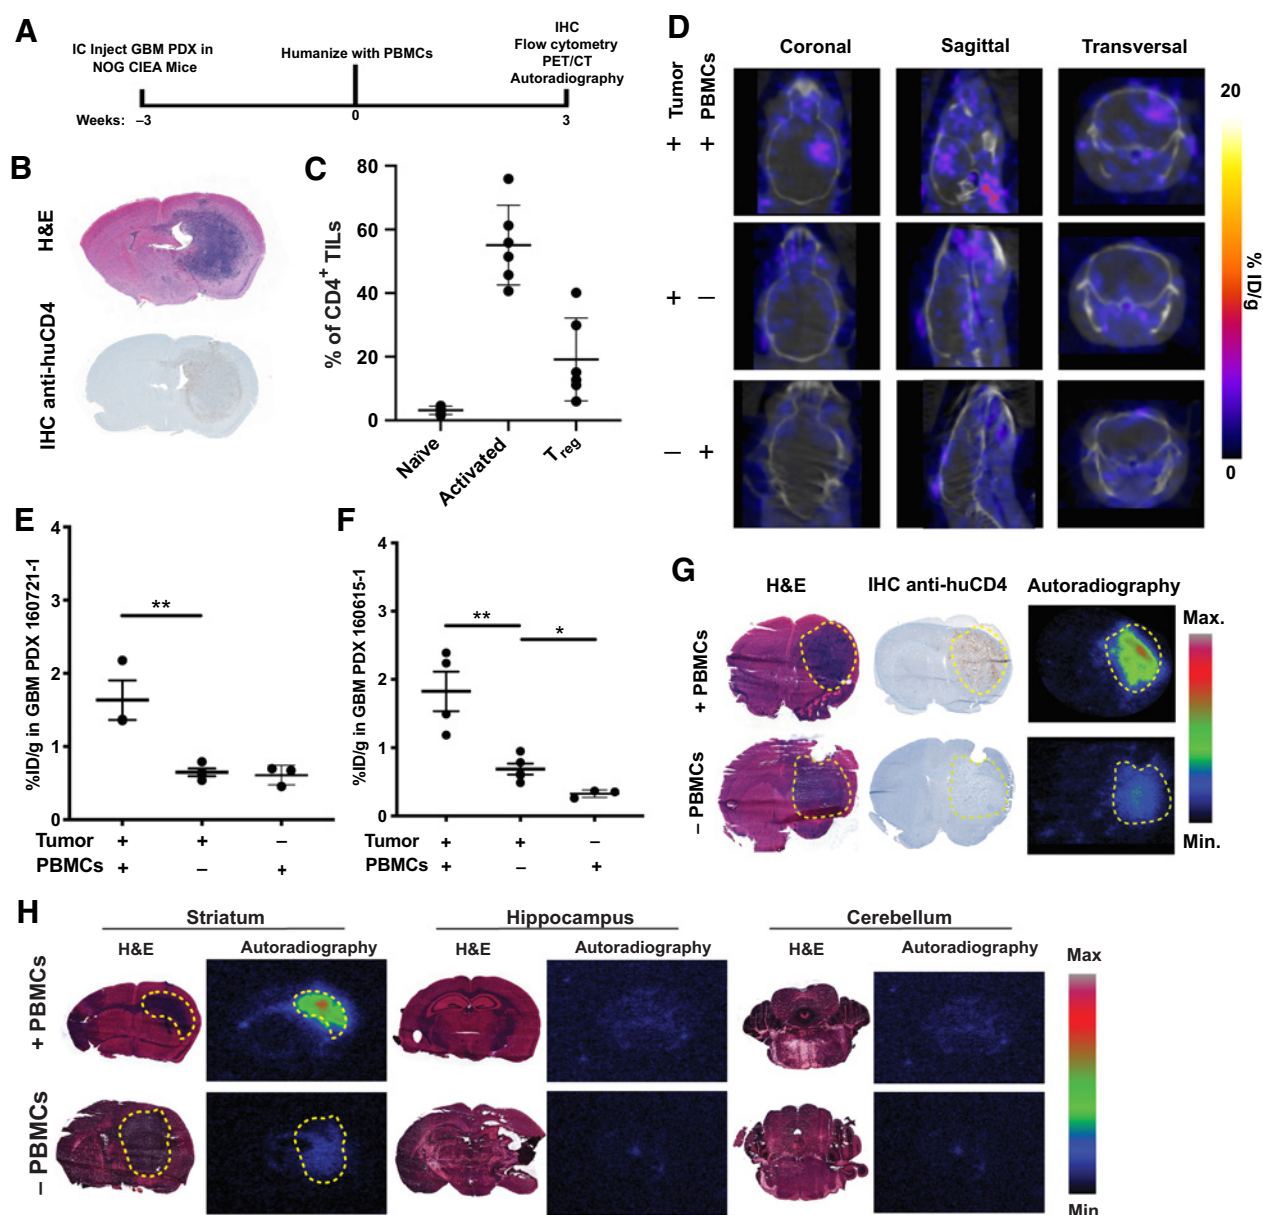 A
IC Inject GBM PDX in
NOG CIEA Mice
Humanize with PBMCs
IHC
Flow cytometry
PET/CT
Autoradiography
Weeks: –3
0
3
B
H&E
IHC anti-huCD4
C
% of CD4+ TILs
80
60
40
20
0
Naïve
Activated
Treg
D
Tumor
PBMCs
Coronal
Sagittal
Transversal
+ +
+ –
– +
20
% ID/g
0
E
%ID/g in GBM PDX 160721-1
4
3
2
1
0
**
Tumor + + –
PBMCs + – +
F
%ID/g in GBM PDX 160615-1
4
3
2
1
0
**
*
Tumor + + –
PBMCs + – +
G
H&E
IHC anti-huCD4
Autoradiography
+ PBMCs
– PBMCs
Max.
Min.
H
Striatum
Hippocampus
Cerebellum
H&E
Autoradiography
H&E
Autoradiography
H&E
Autoradiography
+ PBMCs
– PBMCs
Max
Min